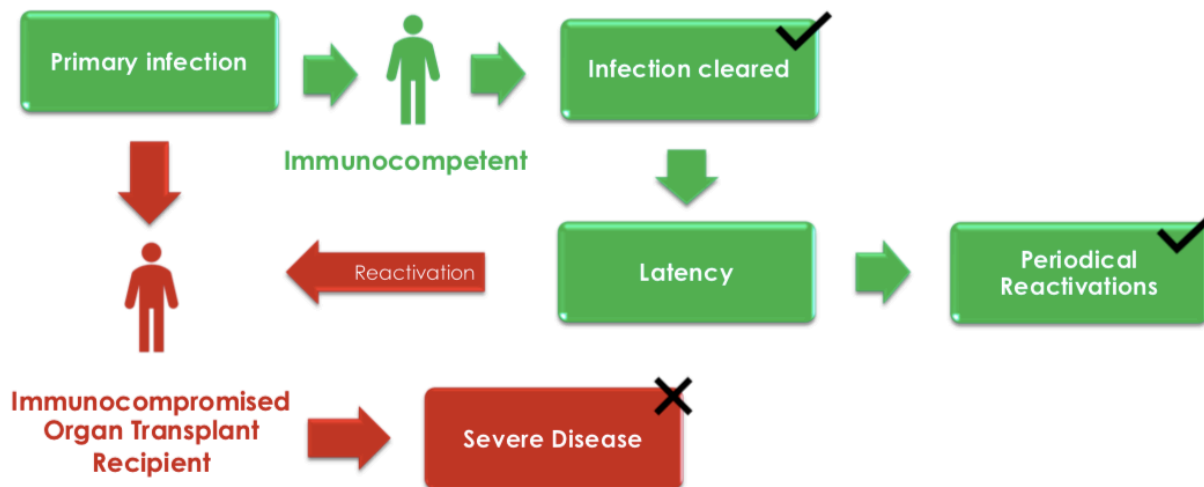 Primary infection
Infection cleared
Immunocompetent
Reactivation
Latency
Periodical
Reactivations
Immunocompromised
Organ Transplant
Recipient
Severe Disease